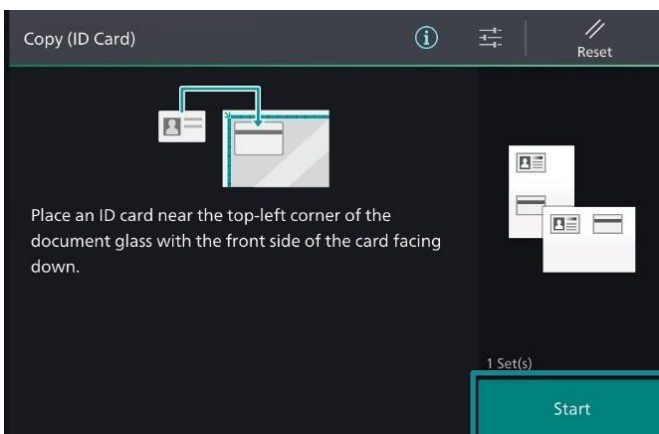 Copy (ID Card)
Reset
Place an ID card near the top-left corner of the
document glass with the front side of the card facing
down.
1 Set(s)
Start